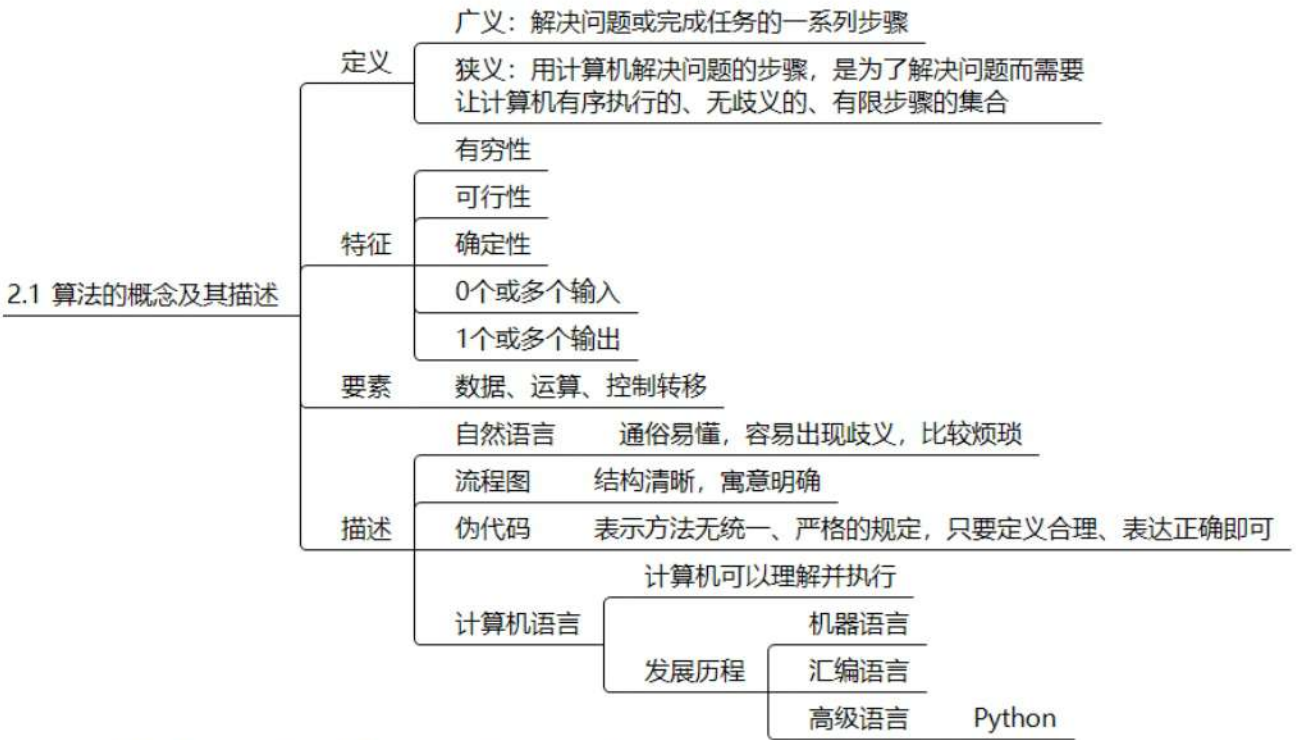 广义：解决问题或完成任务的一系列步骤
定义
狭义：用计算机解决问题的步骤，是为了解决问题而需要
让计算机有序执行的、无歧义的、有限步骤的集合
有穷性
可行性
特征
确定性
2.1 算法的概念及其描述
0个或多个输入
1个或多个输出
要素
数据、运算、控制转移
自然语言
通俗易懂，容易出现歧义，比较烦琐
流程图
结构清晰，寓意明确
描述
伪代码
表示方法无统一、严格的规定，只要定义合理、表达正确即可
计算机可以理解并执行
计算机语言
机器语言
发展历程
汇编语言
高级语言
Python